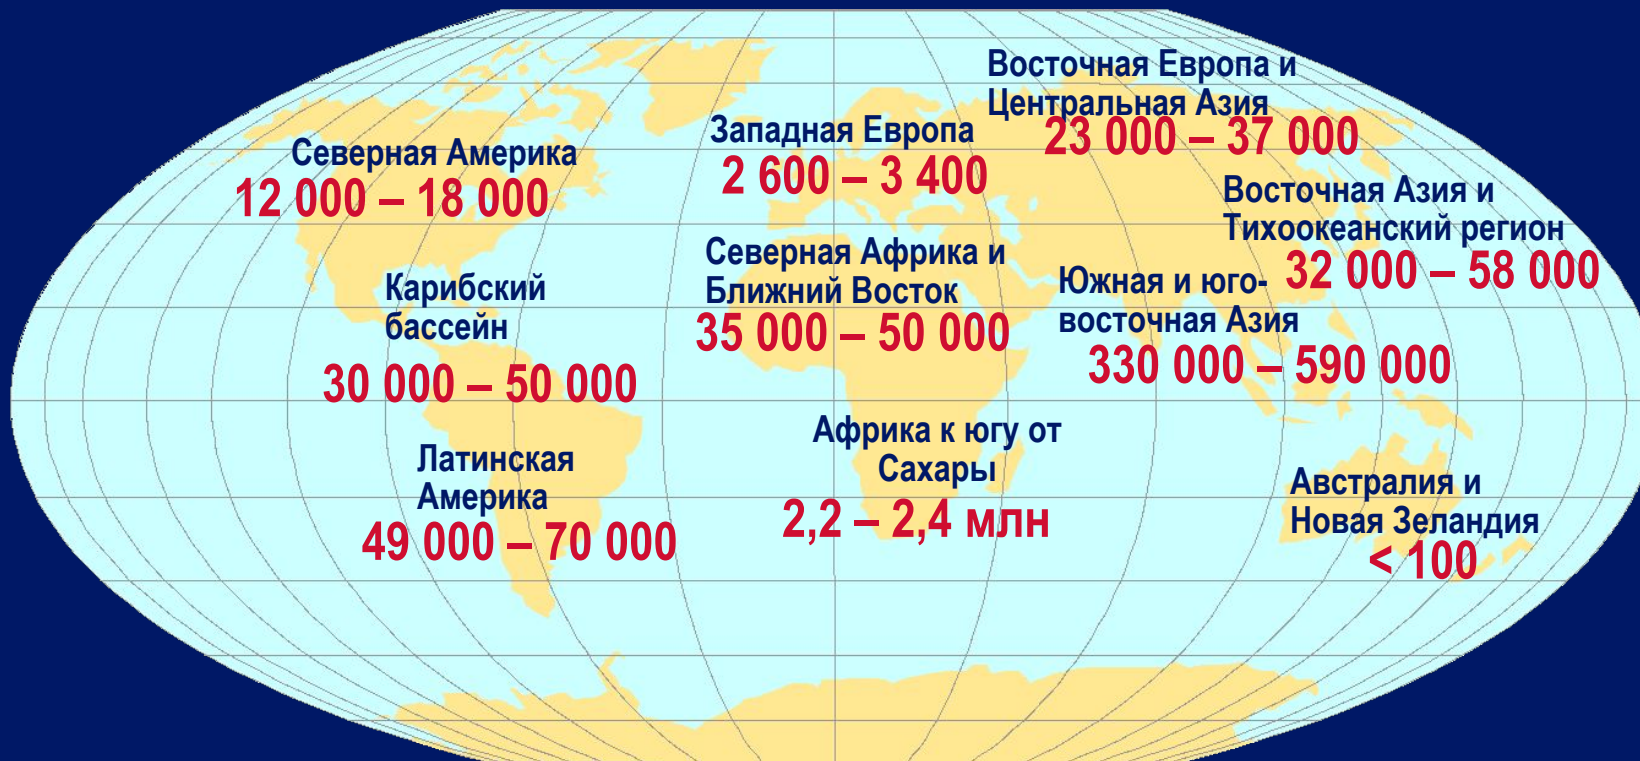 Восточная Европа и
Центральная Азия
23 000 – 37 000
Западная Европа
2 600 – 3 400
Северная Америка
12 000 – 18 000
Восточная Азия и
Тихоокеанский регион
32 000 – 58 000
Северная Африка и
Ближний Восток
35 000 – 50 000
Южная и юго-
восточная Азия
330 000 – 590 000
Карибский
бассейн
30 000 – 50 000
Африка к югу от
Сахары
2,2 – 2,4 млн
Латинская
Америка
49 000 – 70 000
Австралия и
Новая Зеландия
< 100